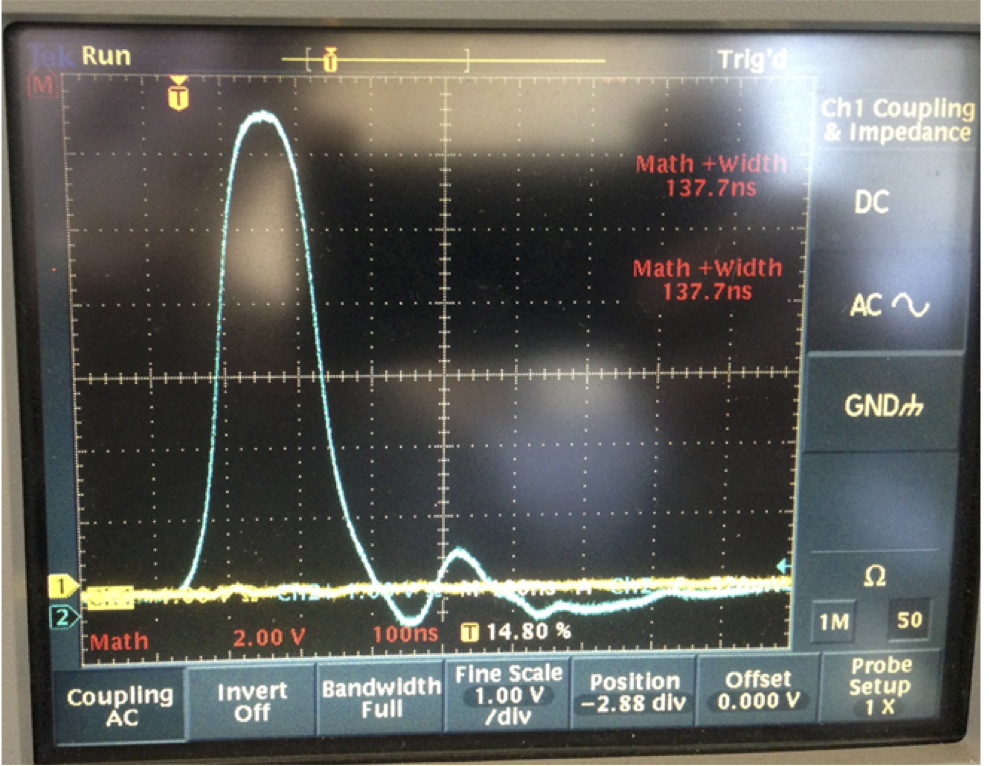 Tek Run
Trig'd
M
T
T
Ch1 Coupling
& Impedance
Math +Width
137.7ns
DC
Math +Width
137.7ns
AC
GND
1
2
Ω
1M
50
Math 2.00 V 100ns T 14.80 %
Coupling
AC
Invert
Off
Bandwidth
Full
Fine Scale
1.00 V
/div
Position
-2.88 div
Offset
0.000 V
Probe
Setup
1 X